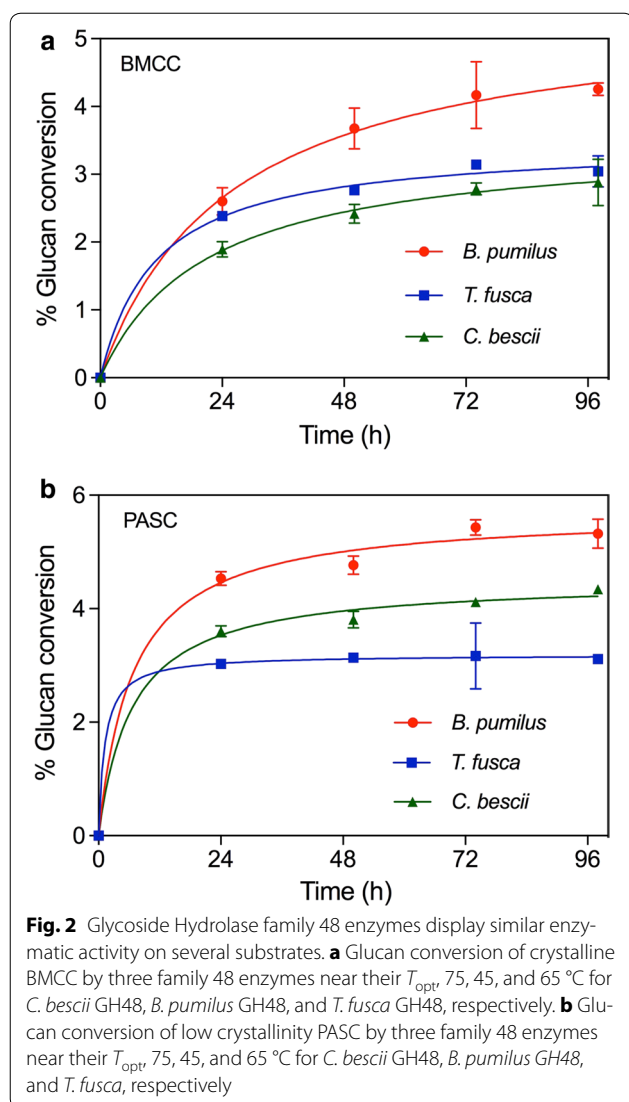 a
BMCC
5
4
3
2
1
0
% Glucan conversion
B. pumilus
T. fusca
C. bescii
0 24 48 72 96
Time (h)
b
PASC
6
4
2
0
% Glucan conversion
B. pumilus
T. fusca
C. bescii
0 24 48 72 96
Time (h)
Fig. 2 Glycoside Hydrolase family 48 enzymes display similar enzy-
matic activity on several substrates. a Glucan conversion of crystalline
BMCC by three family 48 enzymes near their Topt, 75, 45, and 65 °C for
C. bescii GH48, B. pumilus GH48, and T. fusca GH48, respectively. b Glu-
can conversion of low crystallinity PASC by three family 48 enzymes
near their Topt, 75, 45, and 65 °C for C. bescii GH48, B. pumilus GH48,
and T. fusca, respectively